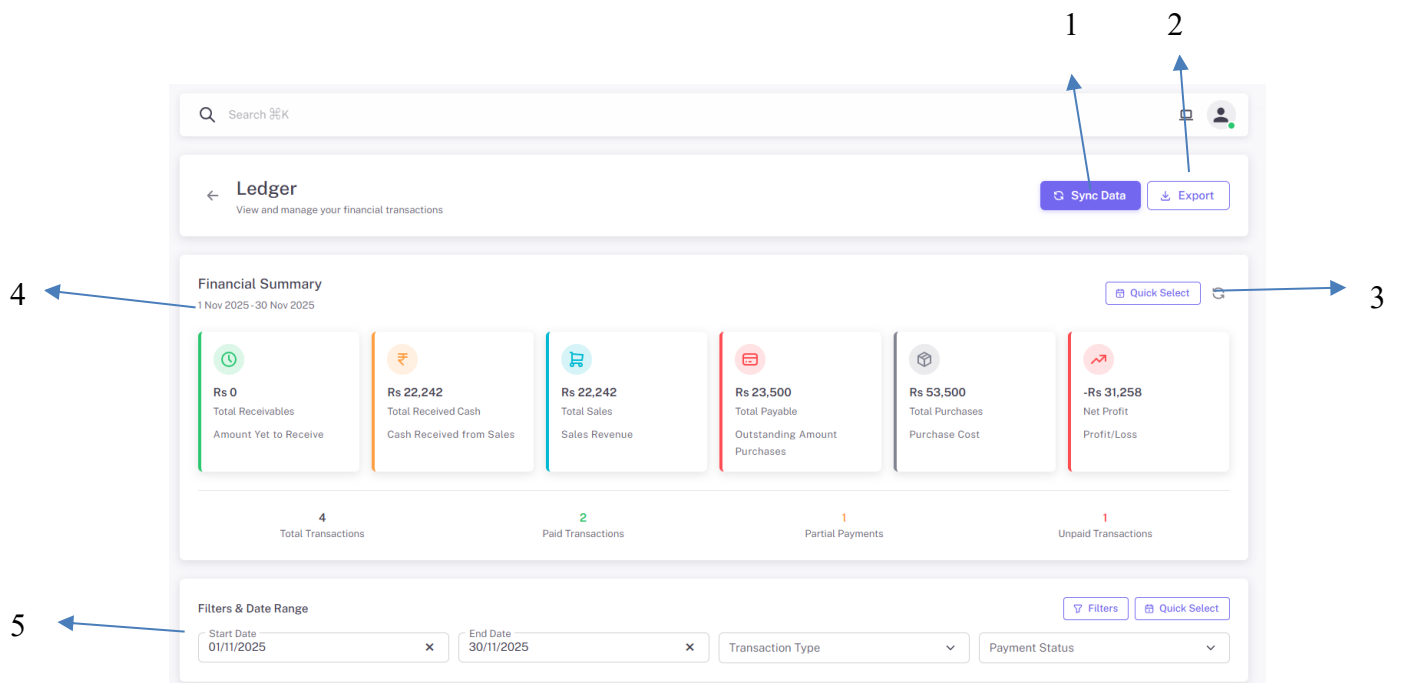 1
2
Search ⌘K
Ledger
View and manage your financial transactions
Sync Data
Export
Financial Summary
1 Nov 2025 - 30 Nov 2025
Quick Select
3
4
Rs 0
Total Receivables
Amount Yet to Receive
Rs 22,242
Total Received Cash
Cash Received from Sales
Rs 22,242
Total Sales
Sales Revenue
Rs 23,500
Total Payable
Outstanding Amount
Purchases
Rs 53,500
Total Purchases
Purchase Cost
-Rs 31,258
Net Profit
Profit/Loss
4
Total Transactions
2
Paid Transactions
1
Partial Payments
1
Unpaid Transactions
5
Filters & Date Range
Filters
Quick Select
Start Date
01/11/2025
End Date
30/11/2025
Transaction Type
Payment Status